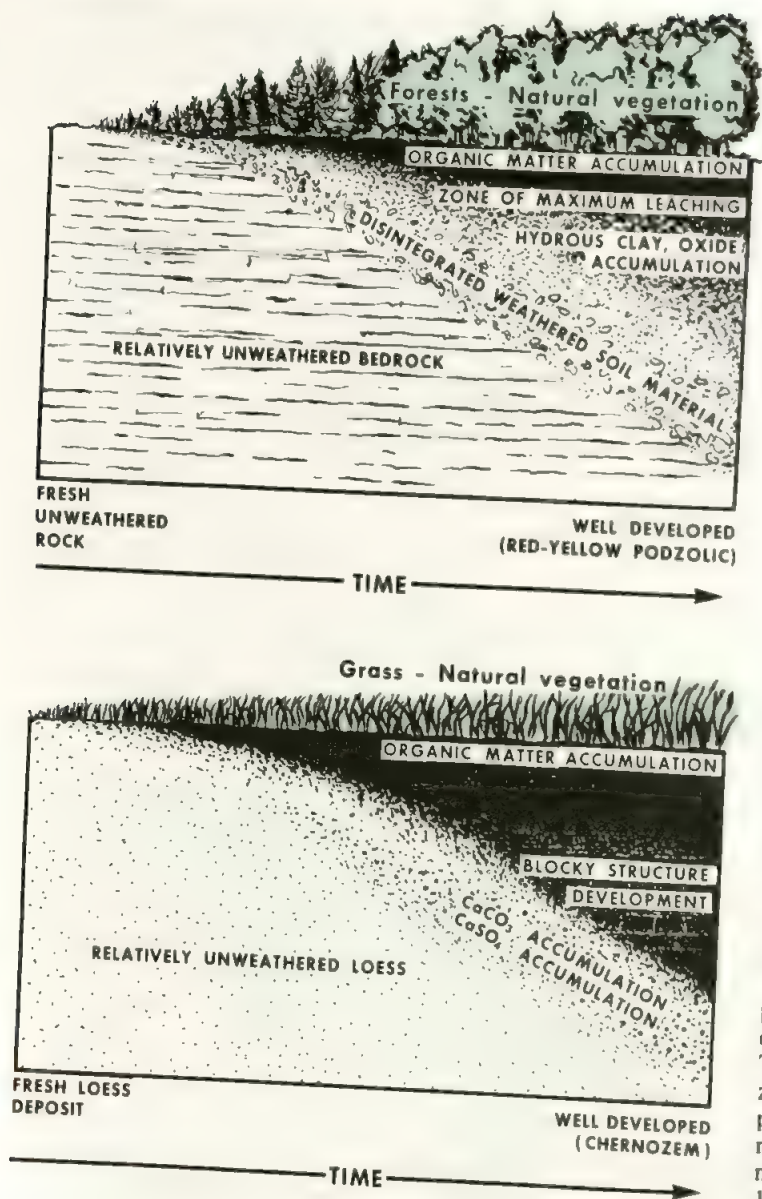 Forests - Natural vegetation
ORGANIC MATTER ACCUMULATION
ZONE OF MAXIMUM LEACHING
HYDROUS CLAY, OXIDE
ACCUMULATION
DISINTEGRATED WEATHERED SOIL MATERIAL
RELATIVELY UNWEATHERED BEDROCK
FRESH
UNWEATHERED
ROCK
WELL DEVELOPED
(RED-YELLOW PODZOLIC)
TIME
Grass - Natural vegetation
ORGANIC MATTER ACCUMULATION
BLOCKY STRUCTURE
DEVELOPMENT
CaCO₃ ACCUMULATION
CaSO₄ ACCUMULATION
RELATIVELY UNWEATHERED LOESS
FRESH LOESS
DEPOSIT
WELL DEVELOPED
(CHERNOZEM)
TIME